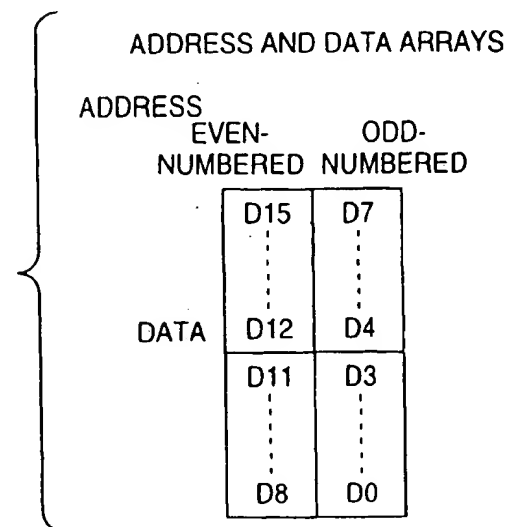 ADDRESS AND DATA ARRAYS
ADDRESS
EVEN- ODD-
NUMBERED NUMBERED
D15 D7
DATA D12 D4
D11 D3
D8 D0